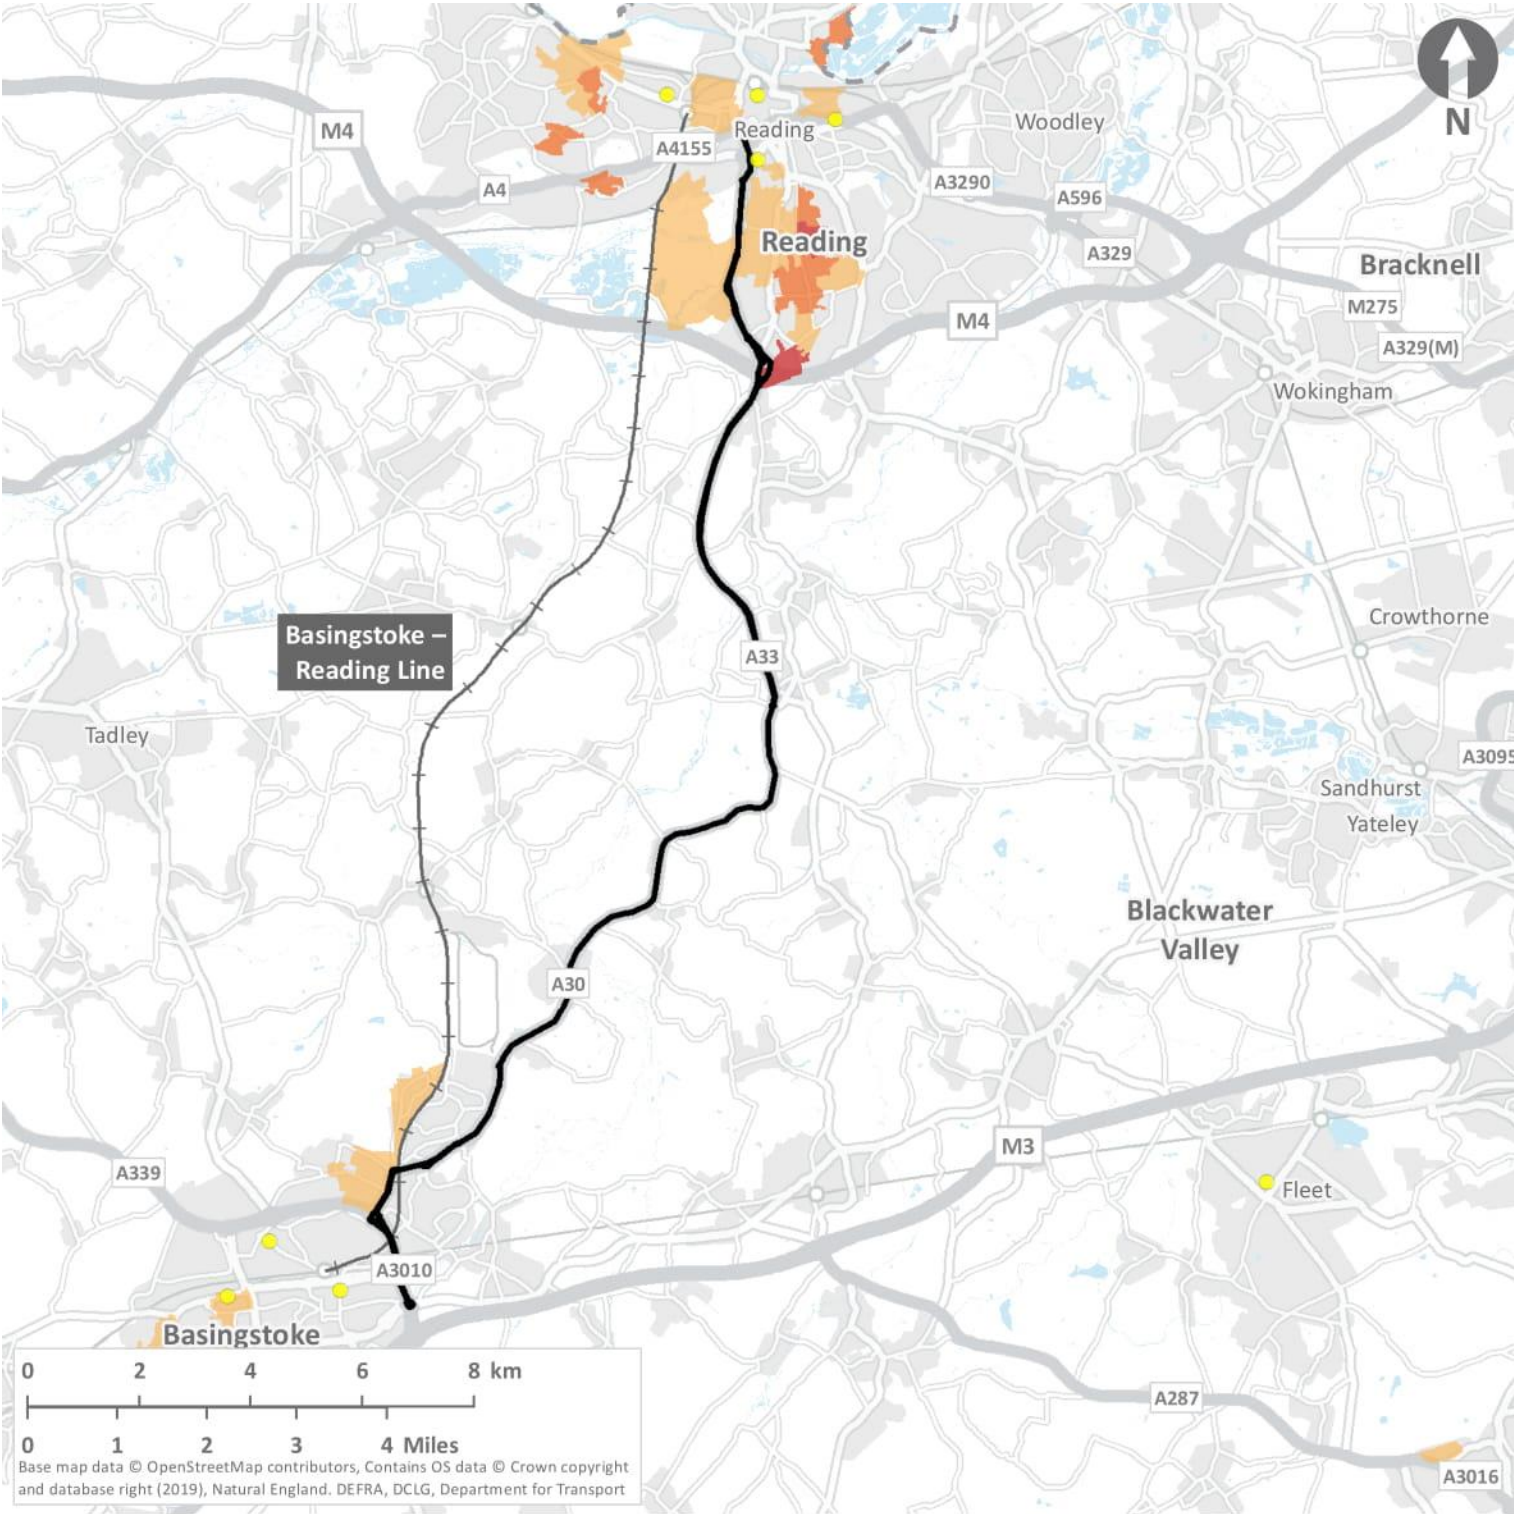 N
M4
Reading
Woodley
A4155
A4
A3290
A596
Reading
A329
Bracknell
M275
M4
A329(M)
Wokingham
Basingstoke –
Reading Line
Crowthorne
A33
Tadley
A3095
Sandhurst
Yateley
Blackwater
Valley
A30
M3
A339
Fleet
A3010
Basingstoke
0 2 4 6 8 km
0 1 2 3 4 Miles
Base map data © OpenStreetMap contributors, Contains OS data © Crown copyright
and database right (2019), Natural England. DEFRA, DCLG, Department for Transport
A287
A3016